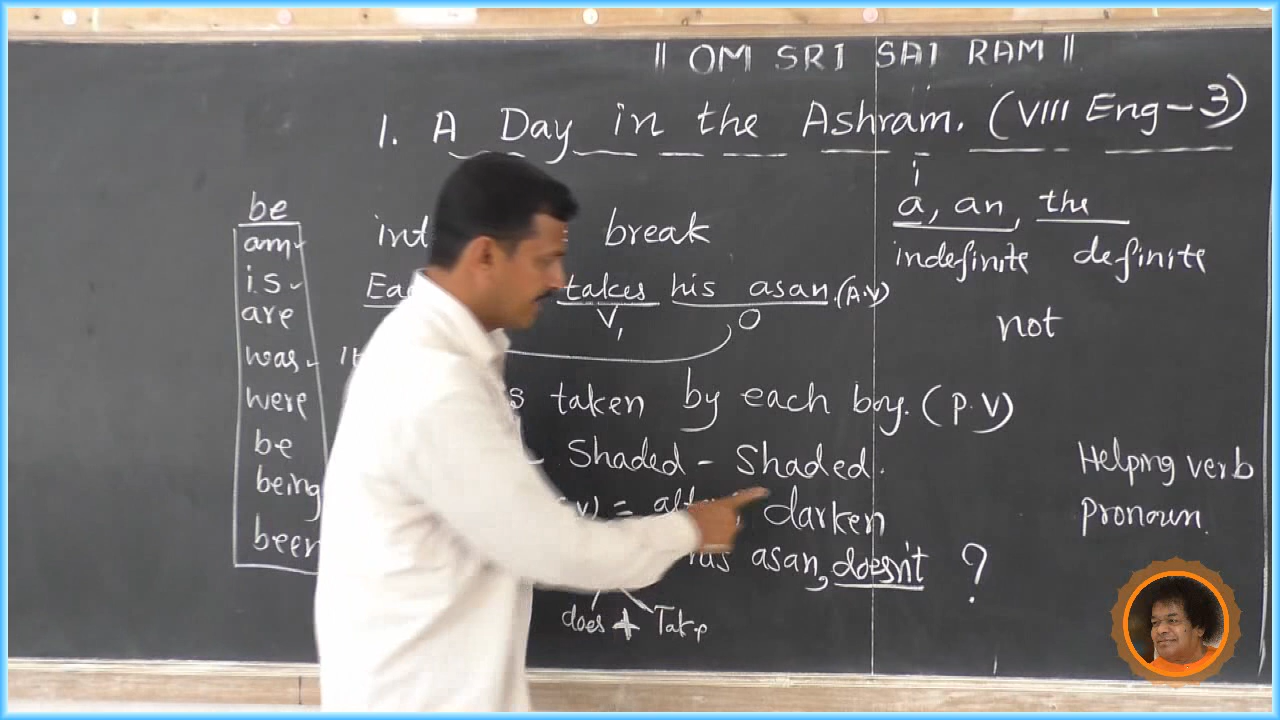 || OM SRI SAI RAM ||
1. A Day in the Ashram. (VIII Eng-3)
a, an, the
indefinite definite
not
be
am
is
are
was
were
be
being
been
break
takes his asan. (A.V)
V1 O
taken by each boy. (P.V)
Shaded - Shaded.
darken
asan, doesn't ?
does + Take
Helping verb
Pronoun.